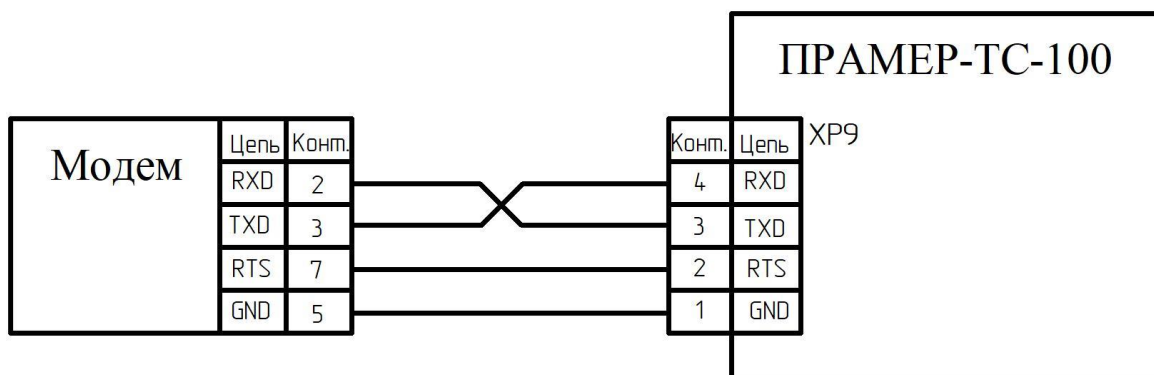 ПРАМЕР-ТС-100
Модем
Цепь Конт.
RXD 2
TXD 3
RTS 7
GND 5
Конт. Цепь XP9
4 RXD
3 TXD
2 RTS
1 GND